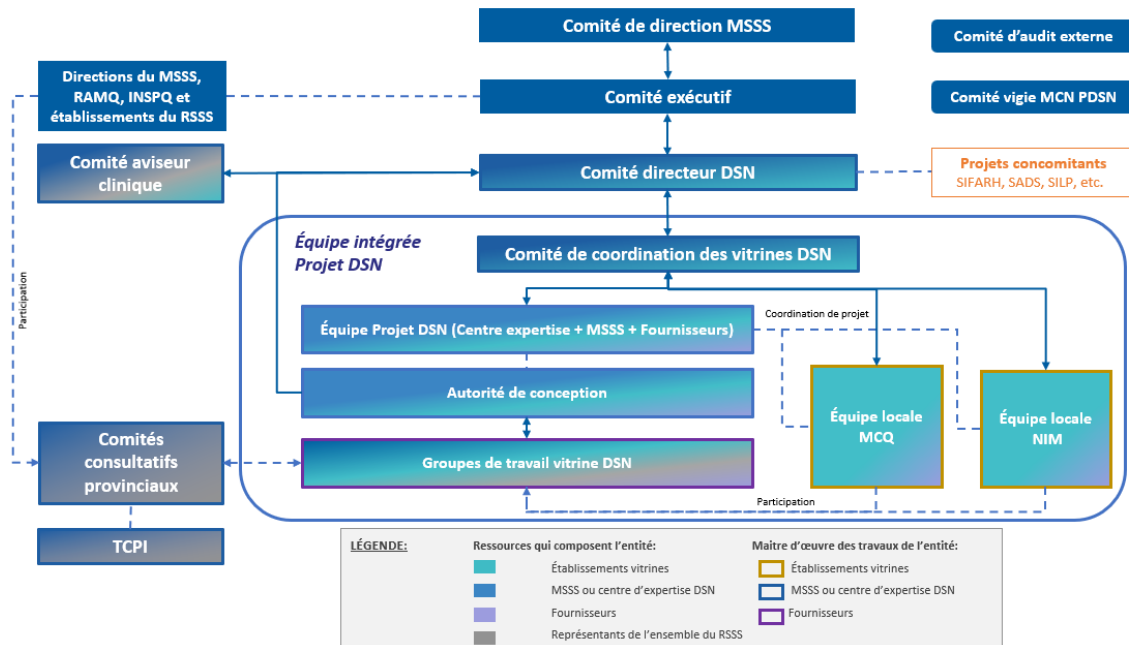 Comité de direction MSSS
Comité d'audit externe
Directions du MSSS,
RAMQ, INSPQ et
établissements du RSSS
Comité exécutif
Comité vigie MCN PDSN
Comité aviseur
clinique
Comité directeur DSN
Projets concomitants
SIFARH, SADS, SILP, etc.
Équipe intégrée
Projet DSN
Comité de coordination des vitrines DSN
Participation
Équipe Projet DSN (Centre expertise + MSSS + Fournisseurs)
Coordination de projet
Autorité de conception
Équipe locale
MCQ
Équipe locale
NIM
Comités
consultatifs
provinciaux
Groupes de travail vitrine DSN
Participation
TCPI
LÉGENDE:
Ressources qui composent l'entité:
Établissements vitrines
MSSS ou centre d'expertise DSN
Fournisseurs
Représentants de l'ensemble du RSSS
Maitre d'œuvre des travaux de l'entité:
Établissements vitrines
MSSS ou centre d'expertise DSN
Fournisseurs